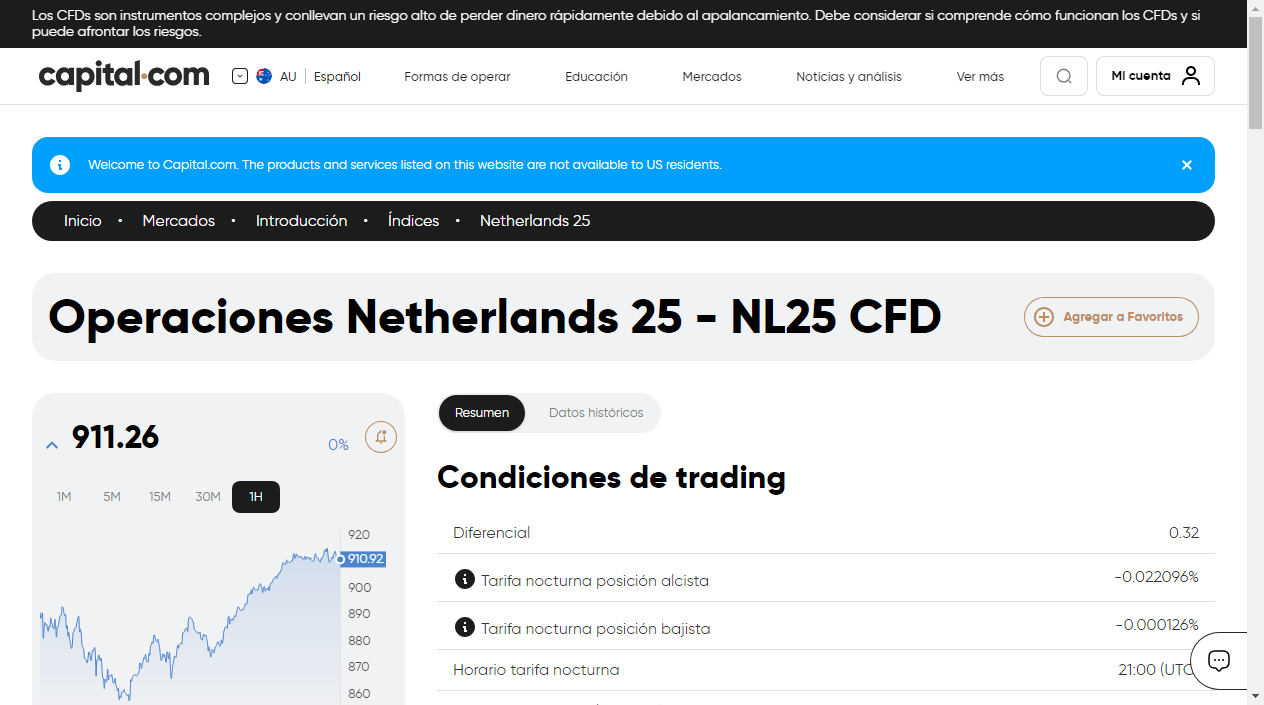 Los CFDs son instrumentos complejos y conllevan un riesgo alto de perder dinero rápidamente debido al apalancamiento. Debe considerar si comprende cómo funcionan los CFDs y si
puede afrontar los riesgos.
capital.com
AU
Español
Formas de operar
Educación
Mercados
Noticias y análisis
Ver más
Mi cuenta
Welcome to Capital.com. The products and services listed on this website are not available to US residents.
Inicio • Mercados • Introducción • Índices • Netherlands 25
Operaciones Netherlands 25 - NL25 CFD
Agregar a Favoritos
911.26
0%
1M 5M 15M 30M 1H
920
910.92
900
890
880
870
860
Resumen
Datos históricos
Condiciones de trading
Diferencial 0.32
Tarifa nocturna posición alcista -0.022096%
Tarifa nocturna posición bajista -0.000126%
Horario tarifa nocturna 21:00 (UTC